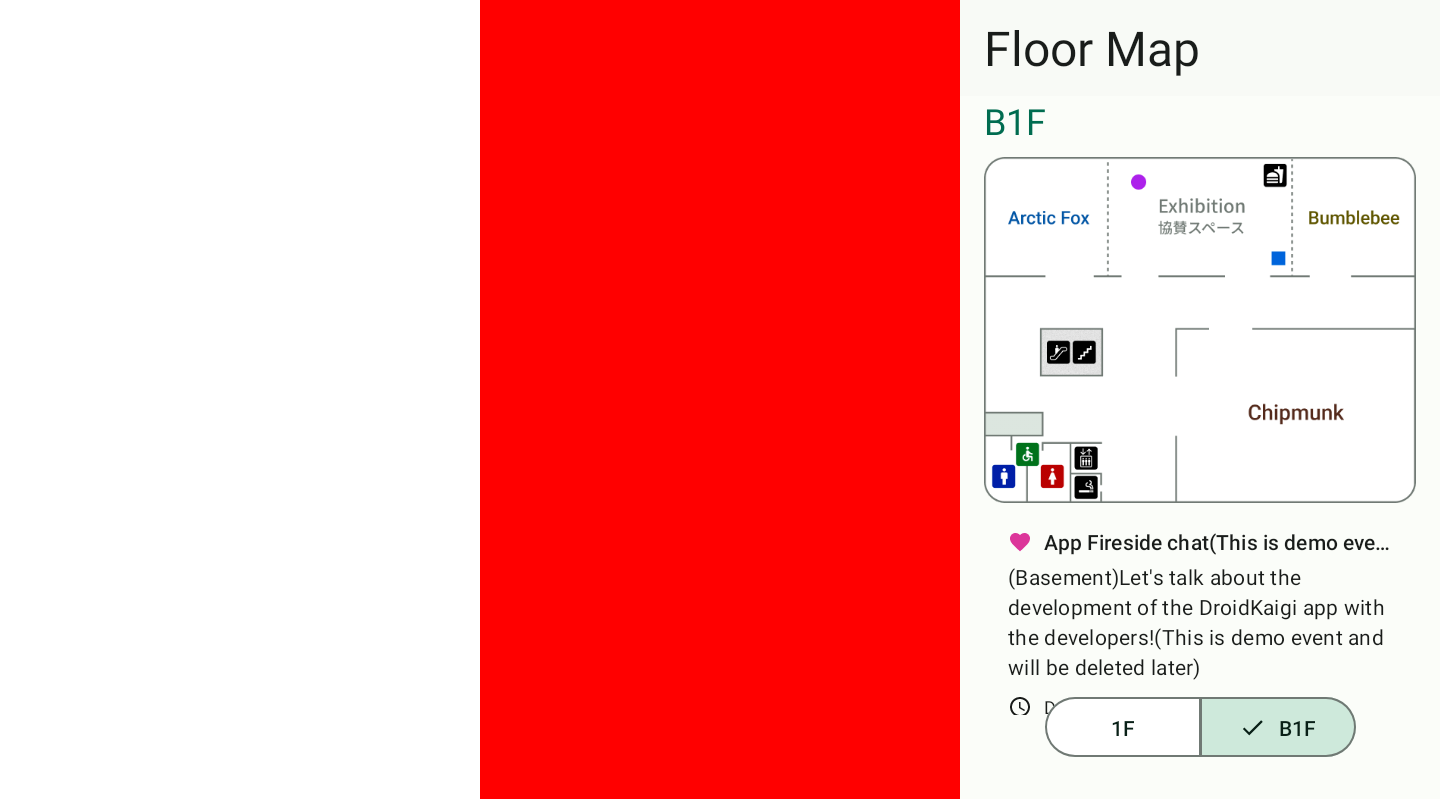 Floor Map
B1F
Arctic Fox
Exhibition
協賛スペース
Bumblebee
Chipmunk
App Fireside chat(This is demo eve…
(Basement)Let's talk about the
development of the DroidKaigi app with
the developers!(This is demo event and
will be deleted later)
1F
B1F